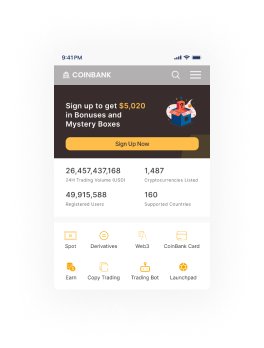 9:41PM
COINBANK
Sign up to get $5,020
in Bonuses and
Mystery Boxes
Sign Up Now
26,457,437,168 1,487
24H Trading Volume (USD) Cryptocurrencies Listed
49,915,588 160
Registered Users Supported Countries
Spot Derivatives Web3 CoinBank Card
Earn Copy Trading Trading Bot Launchpad